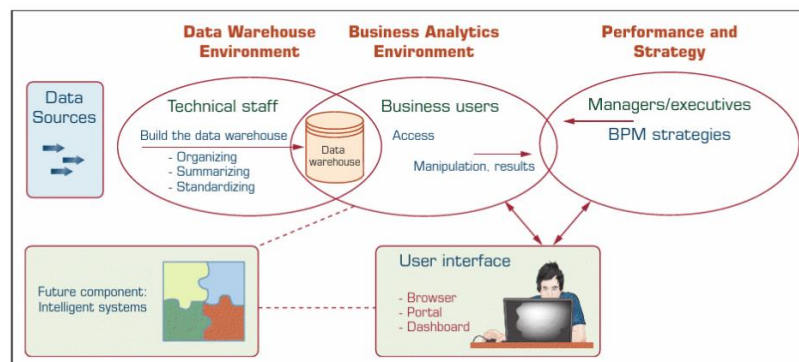 Data Warehouse
Environment
Business Analytics
Environment
Performance and
Strategy
Data
Sources
Technical staff
Build the data warehouse
- Organizing
- Summarizing
- Standardizing
Data
warehouse
Business users
Access
Manipulation, results
Managers/executives
BPM strategies
Future component:
Intelligent systems
User interface
- Browser
- Portal
- Dashboard